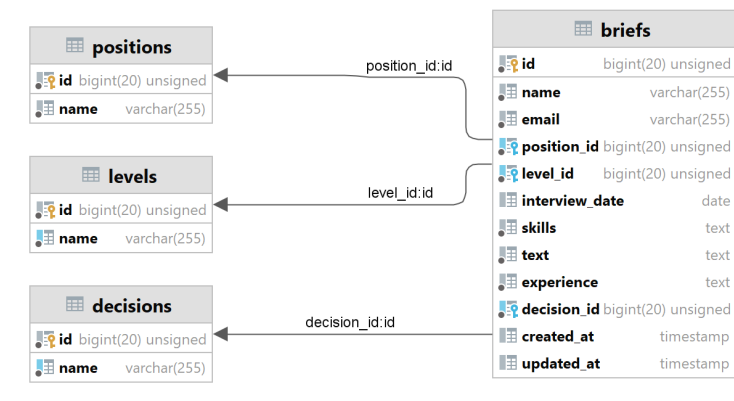 positions
id bigint(20) unsigned
name varchar(255)
levels
id bigint(20) unsigned
name varchar(255)
decisions
id bigint(20) unsigned
name varchar(255)
position_id:id
level_id:id
decision_id:id
briefs
id bigint(20) unsigned
name varchar(255)
email varchar(255)
position_id bigint(20) unsigned
level_id bigint(20) unsigned
interview_date date
skills text
text text
experience text
decision_id bigint(20) unsigned
created_at timestamp
updated_at timestamp